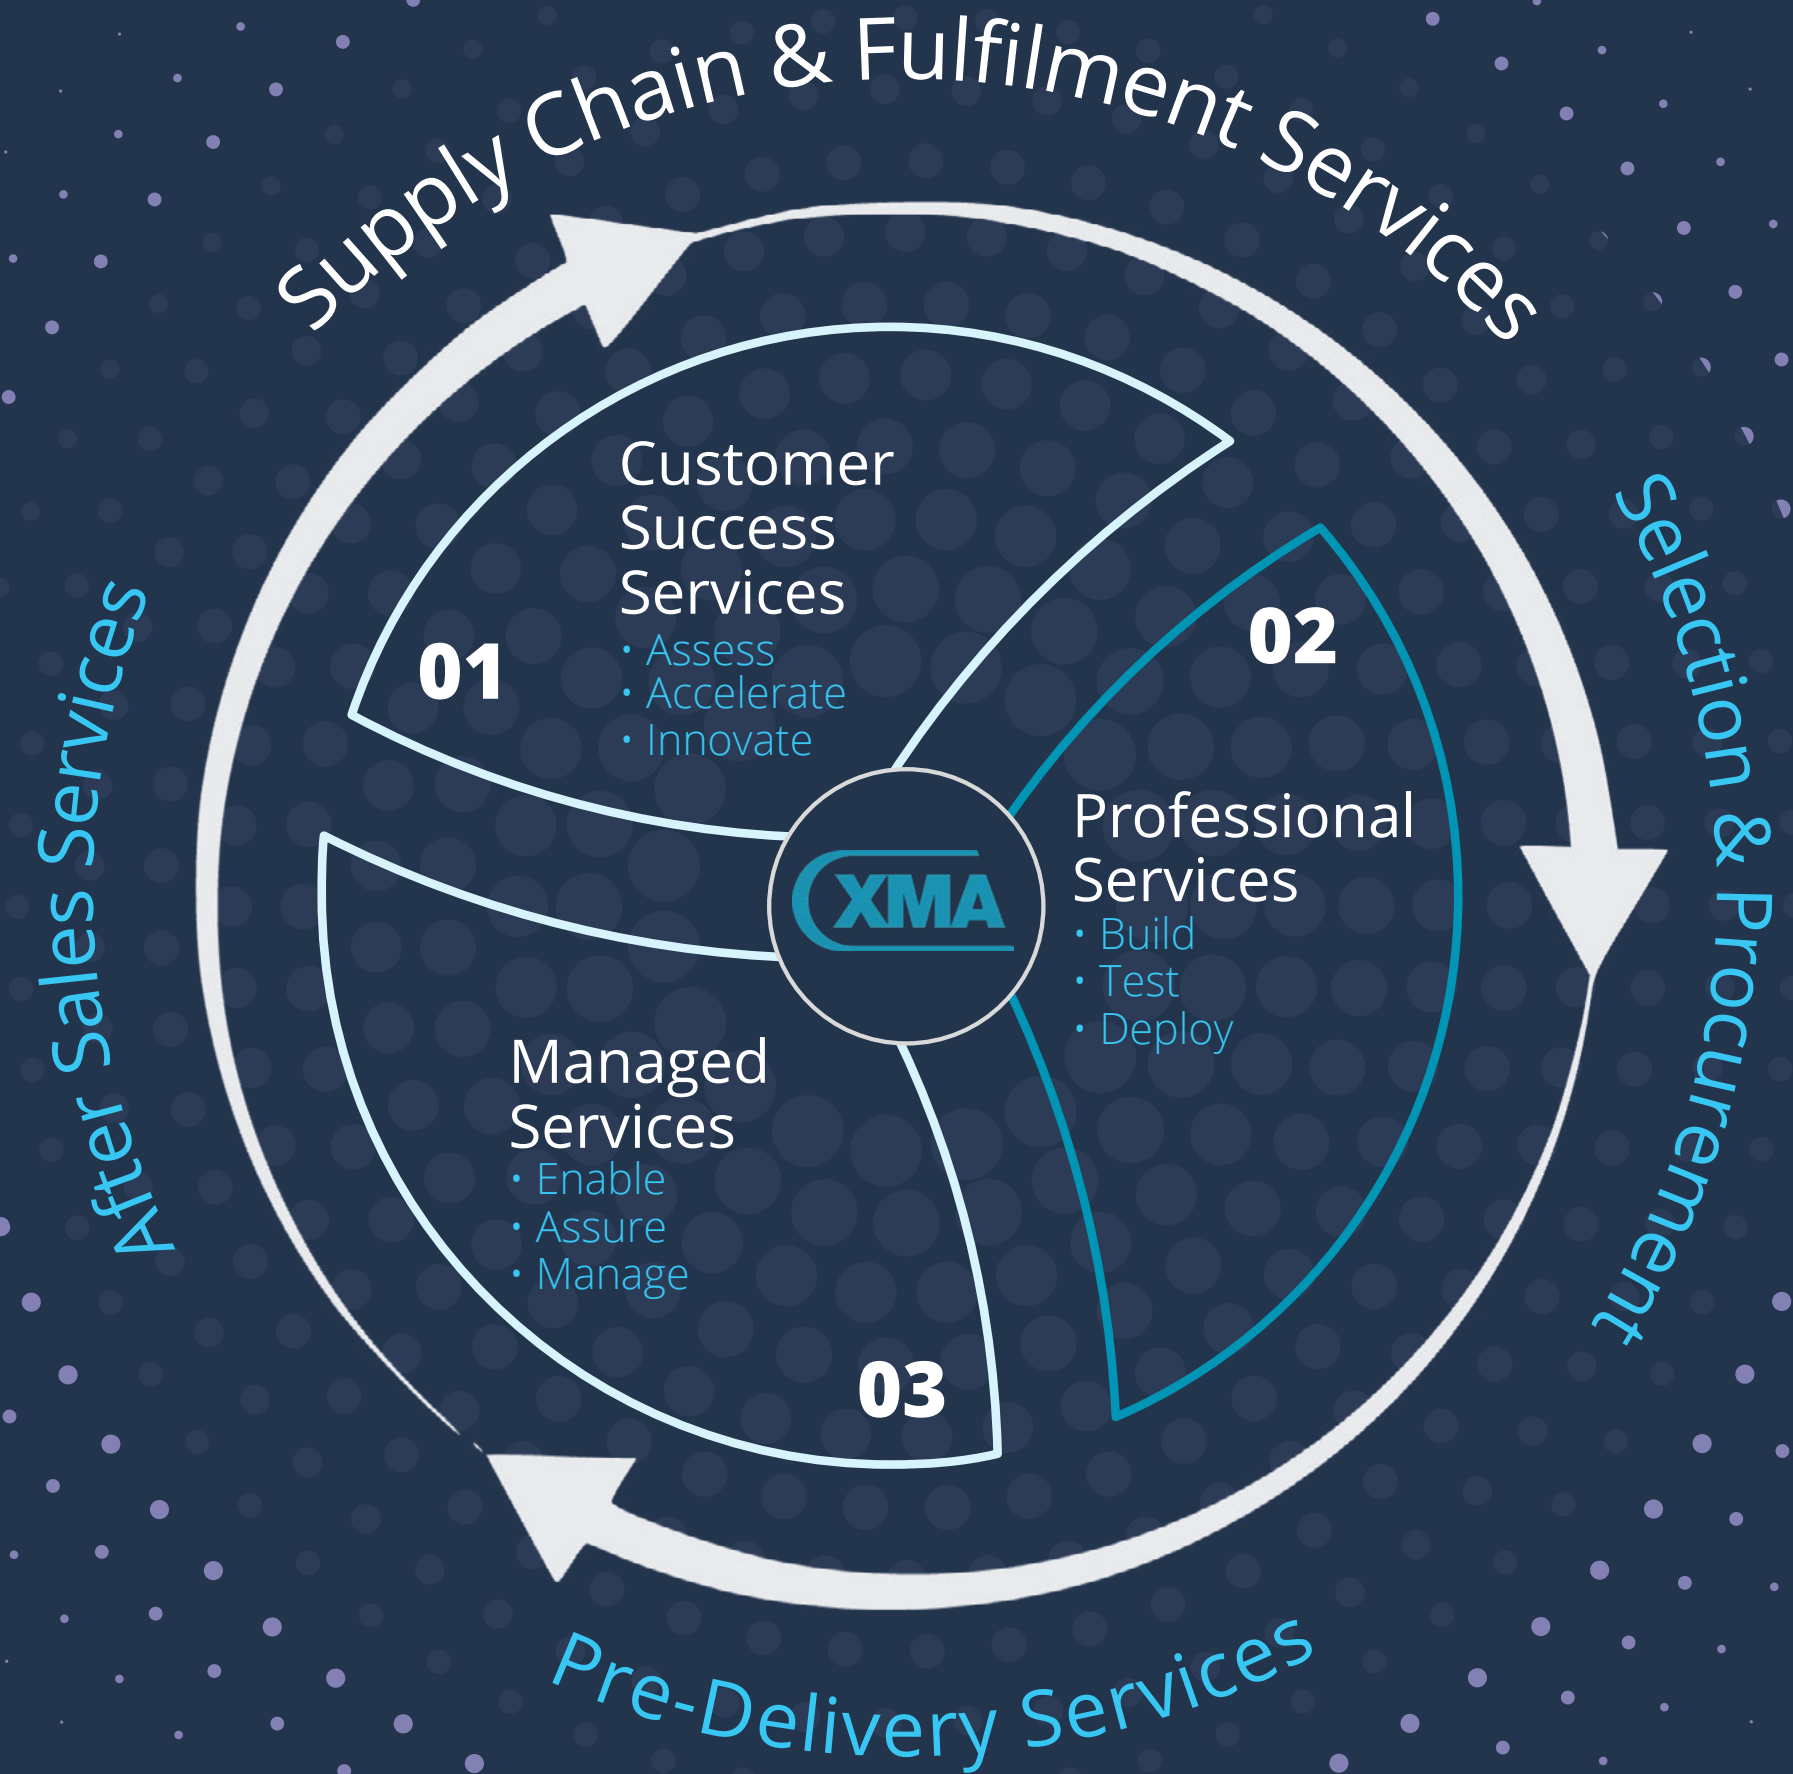 Supply Chain & Fulfilment Services
01
Customer
Success
Services
• Assess
• Accelerate
• Innovate
02
Professional
Services
• Build
• Test
• Deploy
XMA
Managed
Services
• Enable
• Assure
• Manage
03
Selection & Procurement
Pre-Delivery Services
After Sales Services